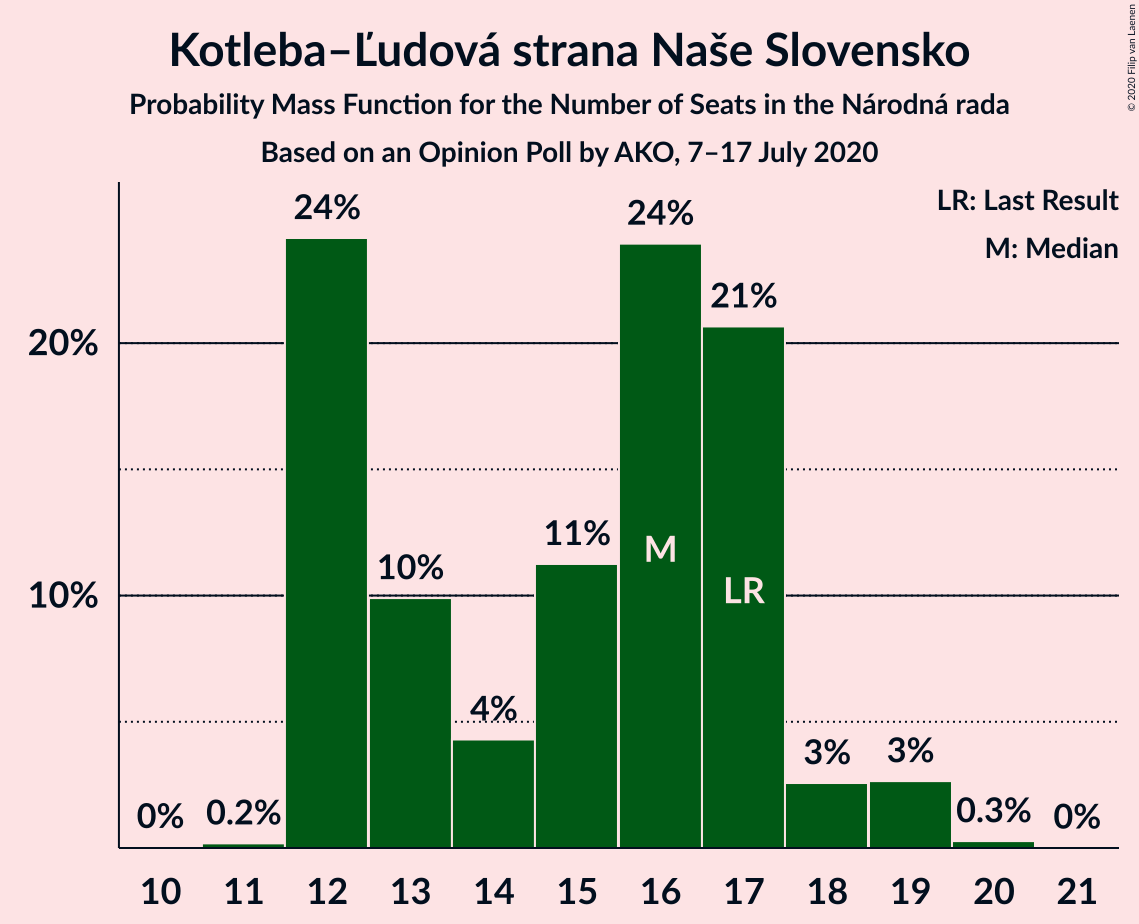 Kotleba–Ľudová strana Naše Slovensko
Probability Mass Function for the Number of Seats in the Národná rada
Based on an Opinion Poll by AKO, 7–17 July 2020
© 2020 Filip van Laenen
LR: Last Result
M: Median
24%
24%
21%
20%
11%
10%
M
LR
10%
4%
3%
3%
0%
0.2%
0.3%
0%
10 11 12 13 14 15 16 17 18 19 20 21